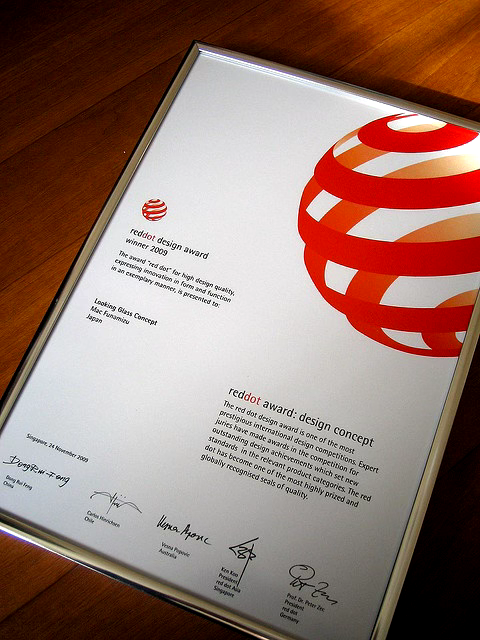 reddot design award
winner 2009
The award "red dot" for high design quality,
expressing innovation in form and function
in an exemplary manner, is presented to:
Looking Glass Concept
Mac Funamizu
Japan
reddot award: design concept
The red dot design award is one of the most
prestigious international design competitions. Expert
juries have made awards in the competition for
outstanding design achievements which set new
standards in the relevant product categories. The red
dot has become one of the most highly prized and
globally recognised seals of quality.
Singapore, 24 November 2009
Dong Rui Feng
China
Carlos Hinrichsen
Chile
Vesna Popovic
Australia
Ken Koo
President
red dot Asia
Singapore
Prof. Dr. Peter Zec
President
red dot
Germany